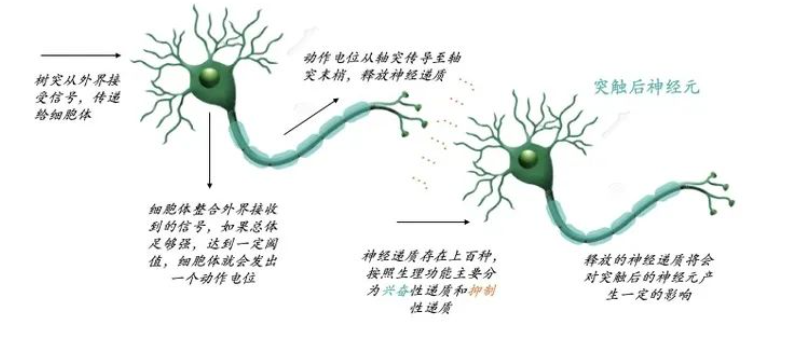 树突从外界接
受信号，传递
给细胞体
动作电位从轴突传导至轴
突末梢，释放神经递质
突触后神经元
细胞体整合外界接收
到的信号，如果总体
足够强，达到一定阈
值，细胞体就会发出
一个动作电位
神经递质存在上百种，
按照生理功能主要分
为兴奋性递质和抑制
性递质
释放的神经递质将会
对突触后的神经元产
生一定的影响